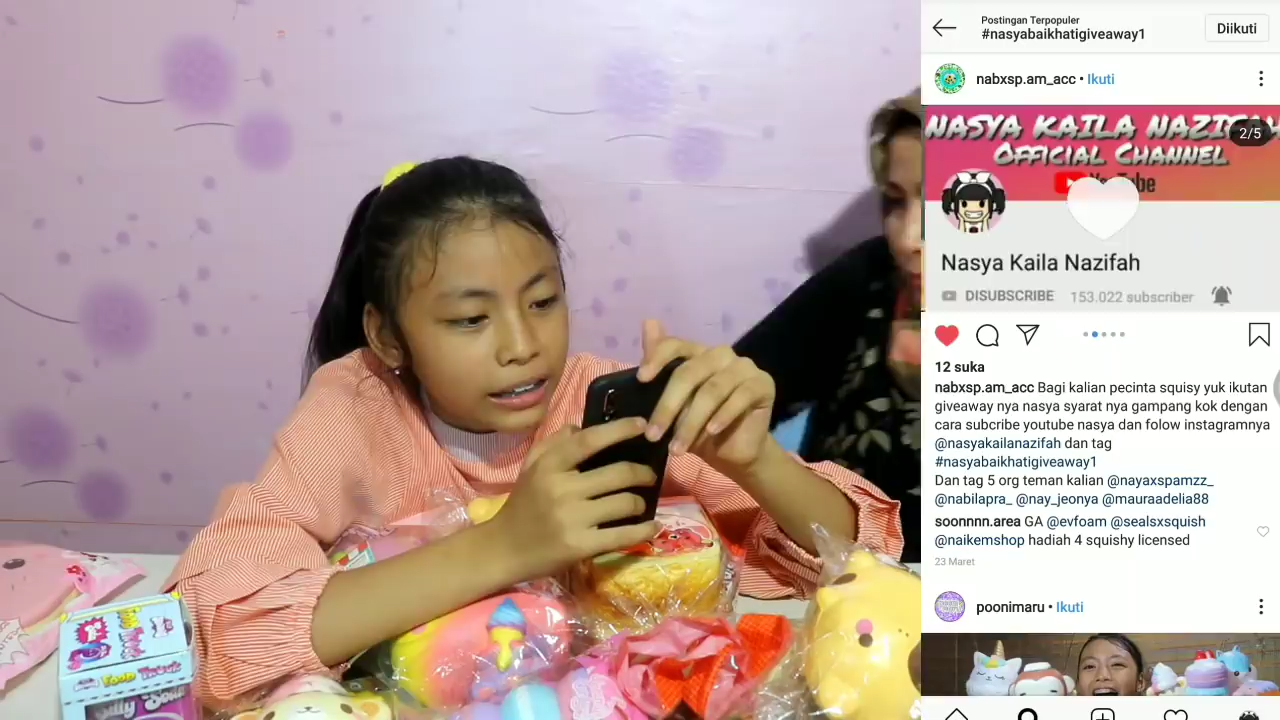 Postingan Terpopuler
#nasyabaikhatigiveaway1
Diikuti
nabxsp.am_acc • Ikuti
NASYA KAILA NAZIFAH
2/5
OFFICIAL CHANNEL
Nasya Kaila Nazifah
DISUBSCRIBE 153.022 subscriber
12 suka
nabxsp.am_acc Bagi kalian pecinta squisy yuk ikutan
giveaway nya nasya syarat nya gampang kok dengan
cara subcribe youtube nasya dan folow instagramnya
@nasyakailanazifah dan tag
#nasyabaikhatigiveaway1
Dan tag 5 org teman kalian @nayaxspamzz_
@nabilapra_ @nay_jeonya @mauraadelia88
soonnnn.area GA @evfoam @sealsxsquish
@naikemshop hadiah 4 squishy licensed
23 Maret
poonimaru • Ikuti